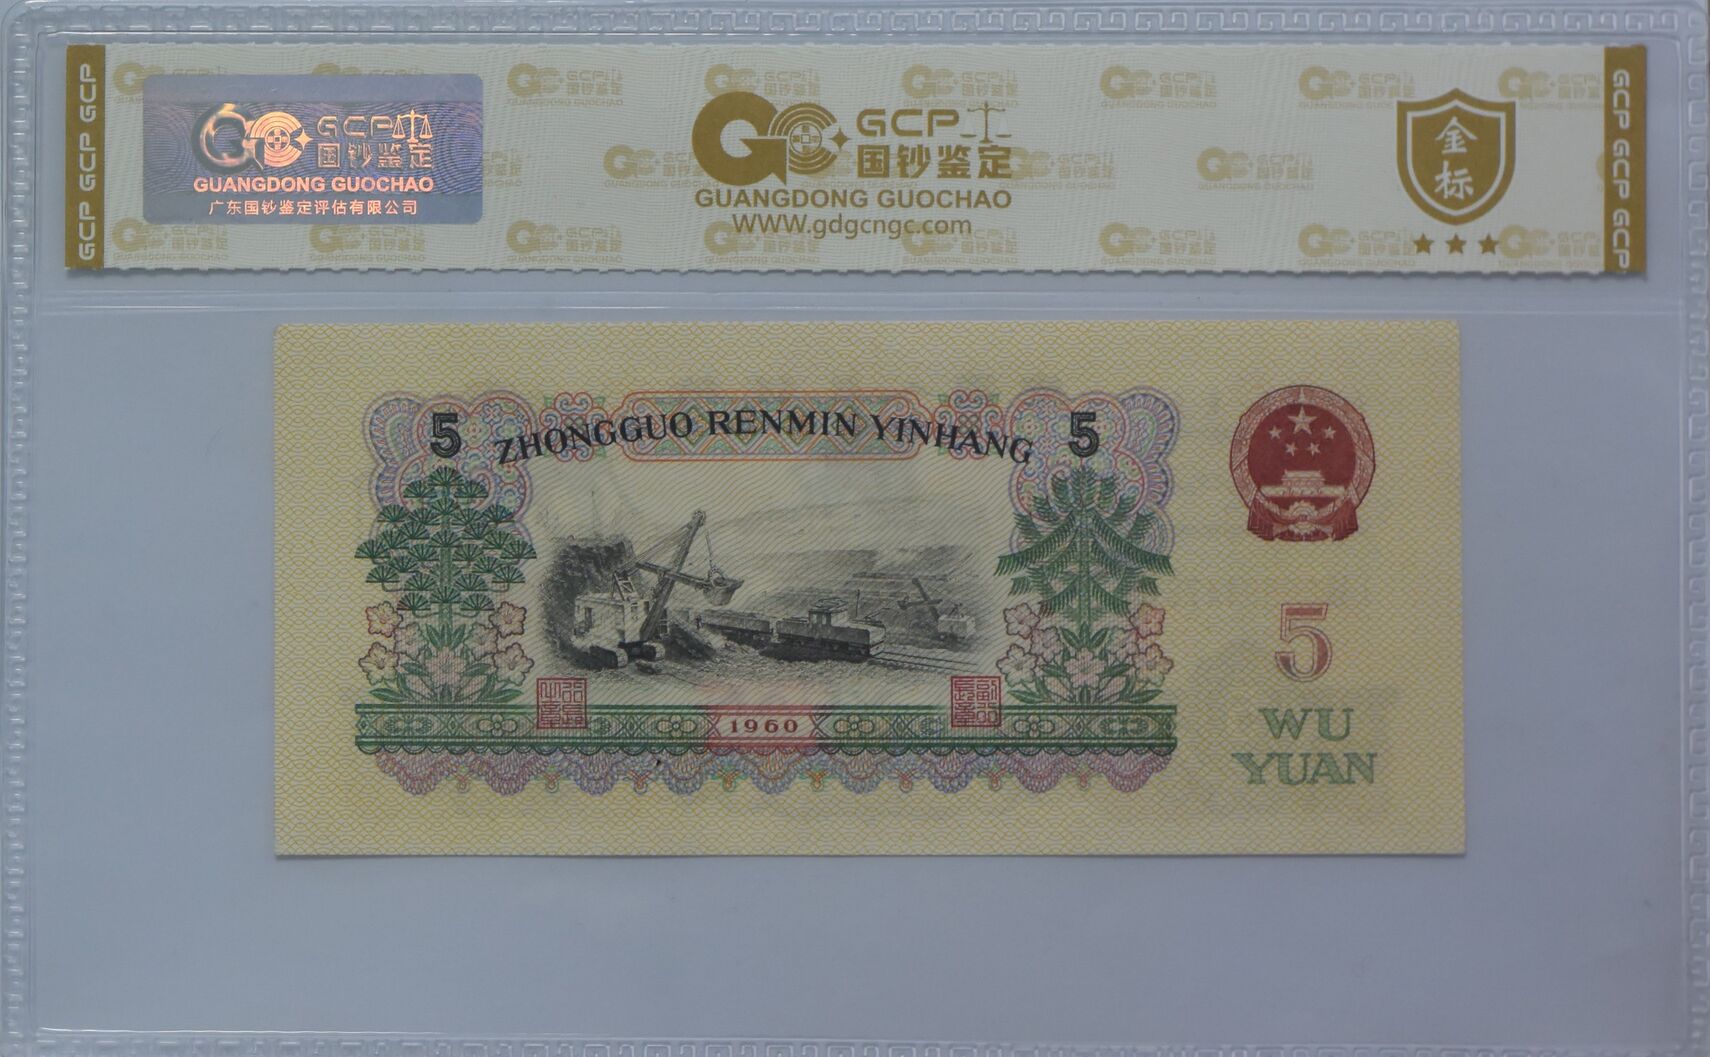 GCP GCP GCP
GCP
国钞鉴定
GUANGDONG GUOCHAO
广东国钞鉴定评估有限公司
GCP
国钞鉴定
GUANGDONG GUOCHAO
WWW.gdgcngc.com
金
标
GCP GCP GCP
5 ZHONGGUO RENMIN YINHANG 5
1960
5
WU
YUAN